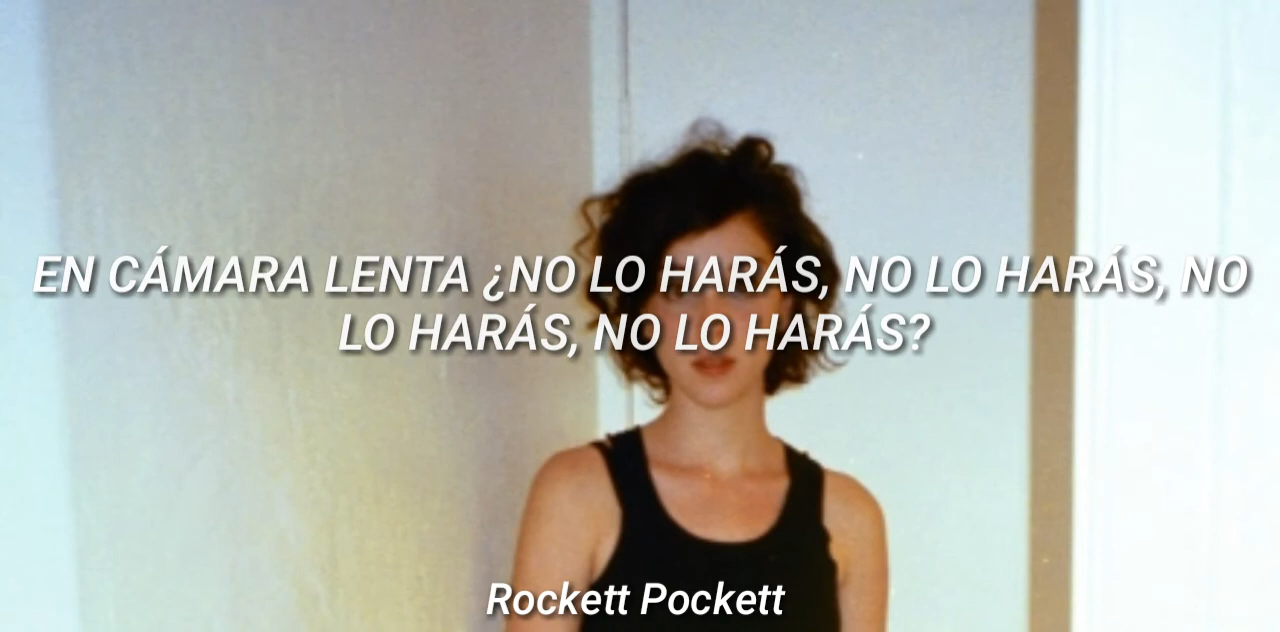 EN CÁMARA LENTA ¿NO LO HARÁS, NO LO HARÁS, NO
LO HARÁS, NO LO HARÁS?
Rockett Pockett